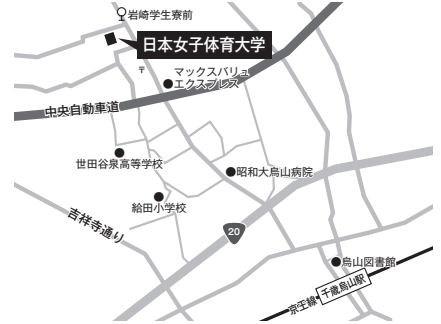 岩崎学生寮前
日本女子体育大学
〒
マックスバリュ
エクスプレス
中央自動車道
世田谷泉高等学校
昭和大烏山病院
給田小学校
吉祥寺通り
20
烏山図書館
千歳烏山駅
京王線